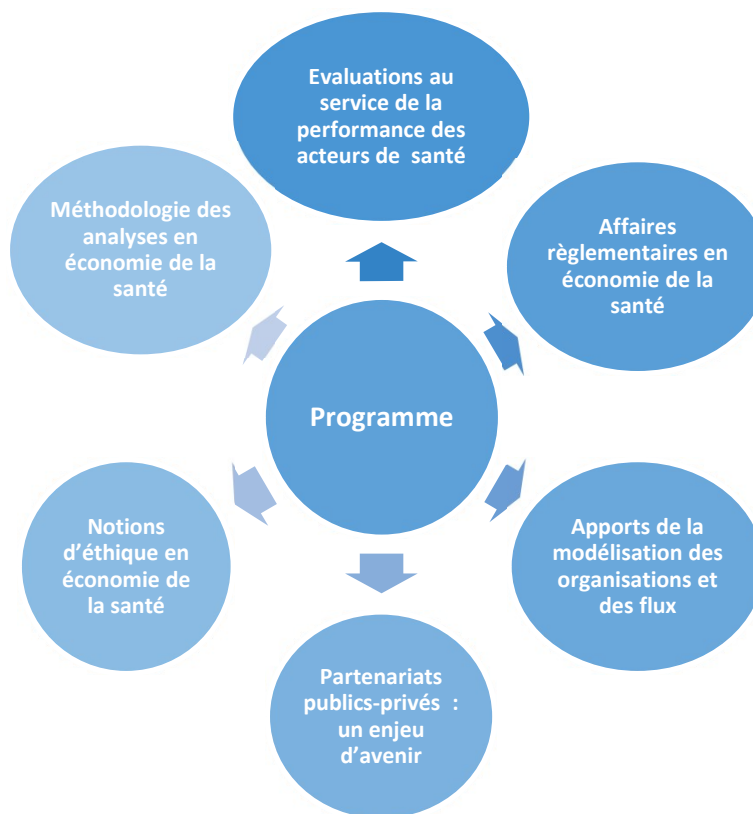 Evaluations au
service de la
performance des
acteurs de santé
Affaires
règlementaires en
économie de la
santé
Apports de la
modélisation des
organisations et
des flux
Partenariats
publics-privés :
un enjeu
d’avenir
Notions
d’éthique en
économie de
la santé
Méthodologie des
analyses en
économie de la
santé
Programme